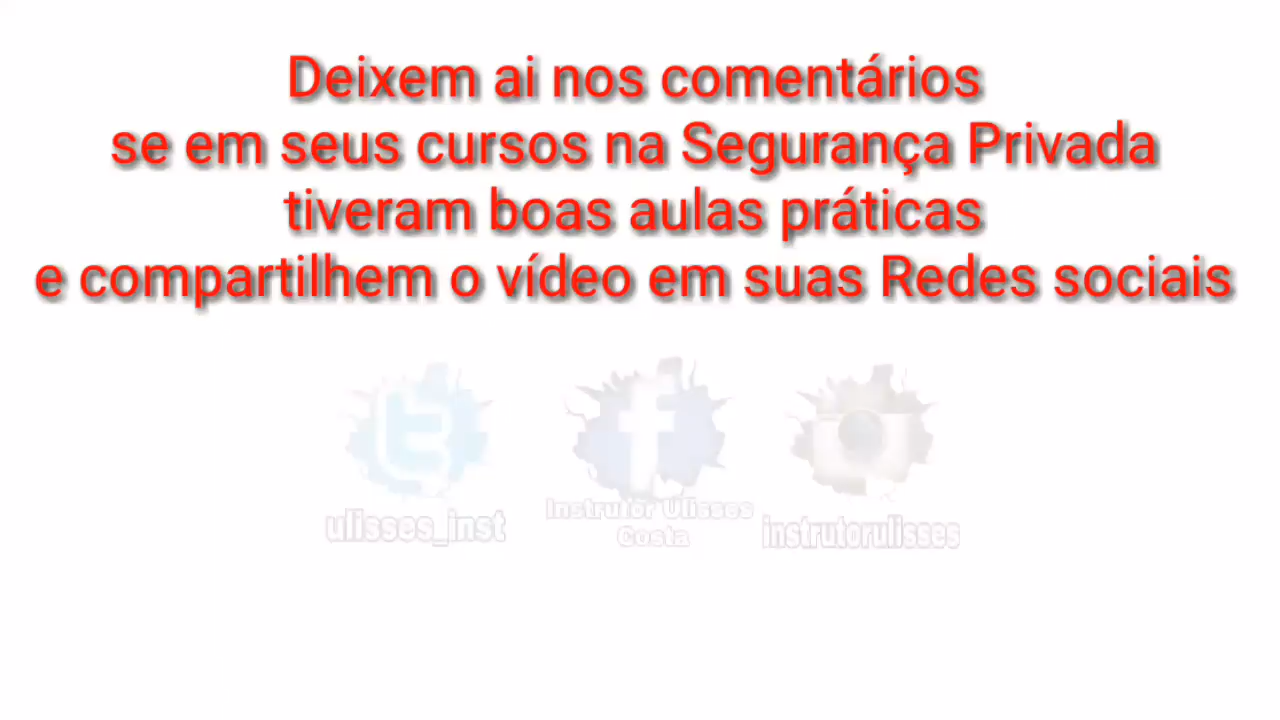 Deixem ai nos comentários
se em seus cursos na Segurança Privada
tiveram boas aulas práticas
e compartilhem o vídeo em suas Redes sociais
ulisses_inst
Instrutor Ulisses
Costa
instrutorulisses